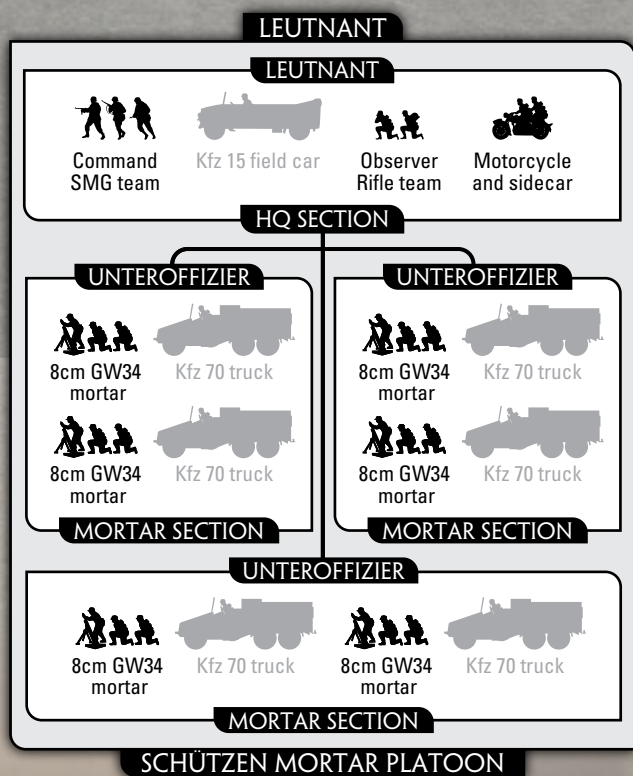 LEUTNANT
LEUTNANT
Command
SMG team
Kfz 15 field car
Observer
Rifle team
Motorcycle
and sidecar
HQ SECTION
UNTEROFFIZIER
8cm GW34
mortar
Kfz 70 truck
8cm GW34
mortar
Kfz 70 truck
MORTAR SECTION
UNTEROFFIZIER
8cm GW34
mortar
Kfz 70 truck
8cm GW34
mortar
Kfz 70 truck
MORTAR SECTION
UNTEROFFIZIER
8cm GW34
mortar
Kfz 70 truck
8cm GW34
mortar
Kfz 70 truck
MORTAR SECTION
SCHÜTZEN MORTAR PLATOON